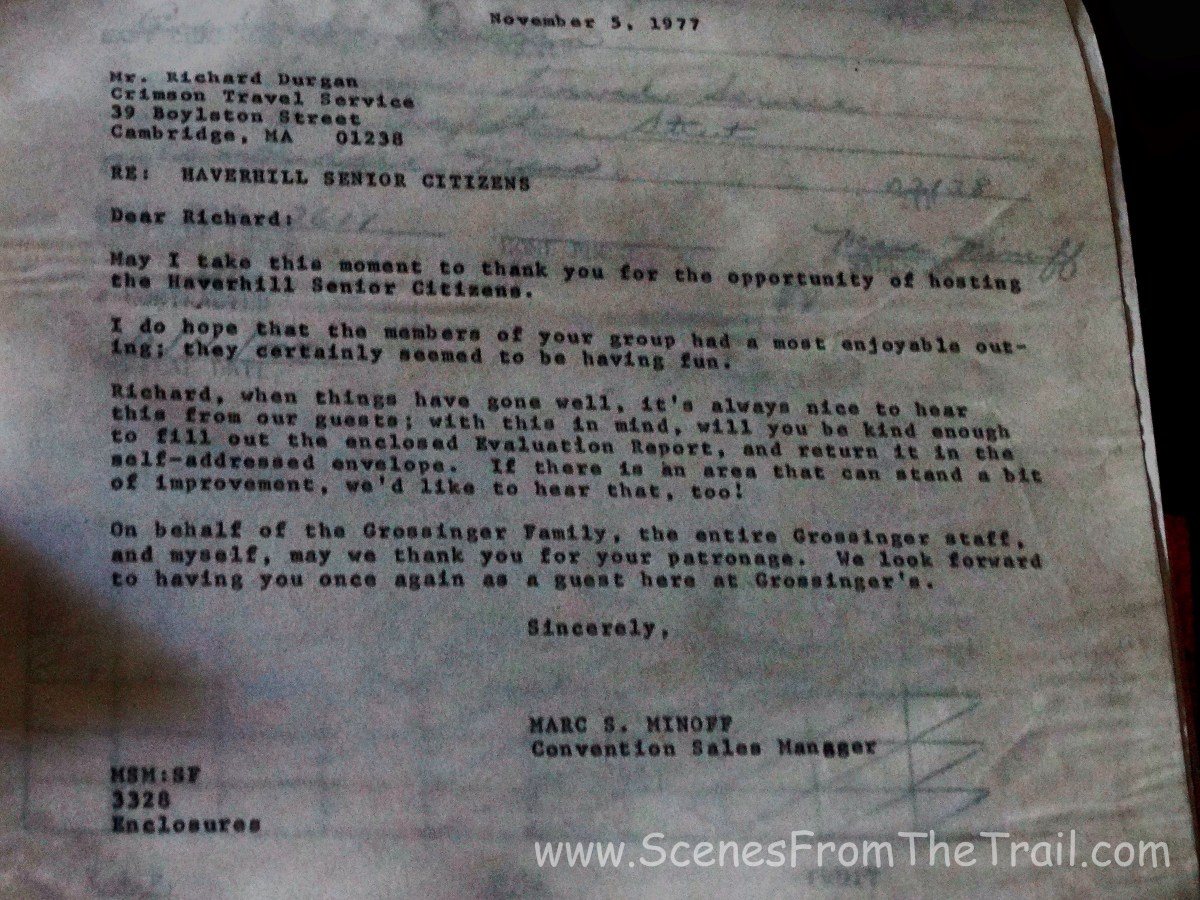 November 5, 1977
Mr. Richard Durgan
Crimson Travel Service
39 Boylston Street
Cambridge, MA 01238
RE: HAVERHILL SENIOR CITIZENS
Dear Richard:
May I take this moment to thank you for the opportunity of hosting
the Haverhill Senior Citizens.
I do hope that the members of your group had a most enjoyable out-
ing; they certainly seemed to be having fun.
Richard, when things have gone well, it's always nice to hear
this from our guests; with this in mind, will you be kind enough
to fill out the enclosed Evaluation Report, and return it in the
self-addressed envelope. If there is an area that can stand a bit
of improvement, we'd like to hear that, too!
On behalf of the Grossinger Family, the entire Grossinger staff,
and myself, may we thank you for your patronage. We look forward
to having you once again as a guest here at Grossinger's.
Sincerely,
MARC S. MINOFF
Convention Sales Mangger
MSM:SF
3328
Enclosures
Street
Marc Minoff
www.ScenesFromTheTrail.com